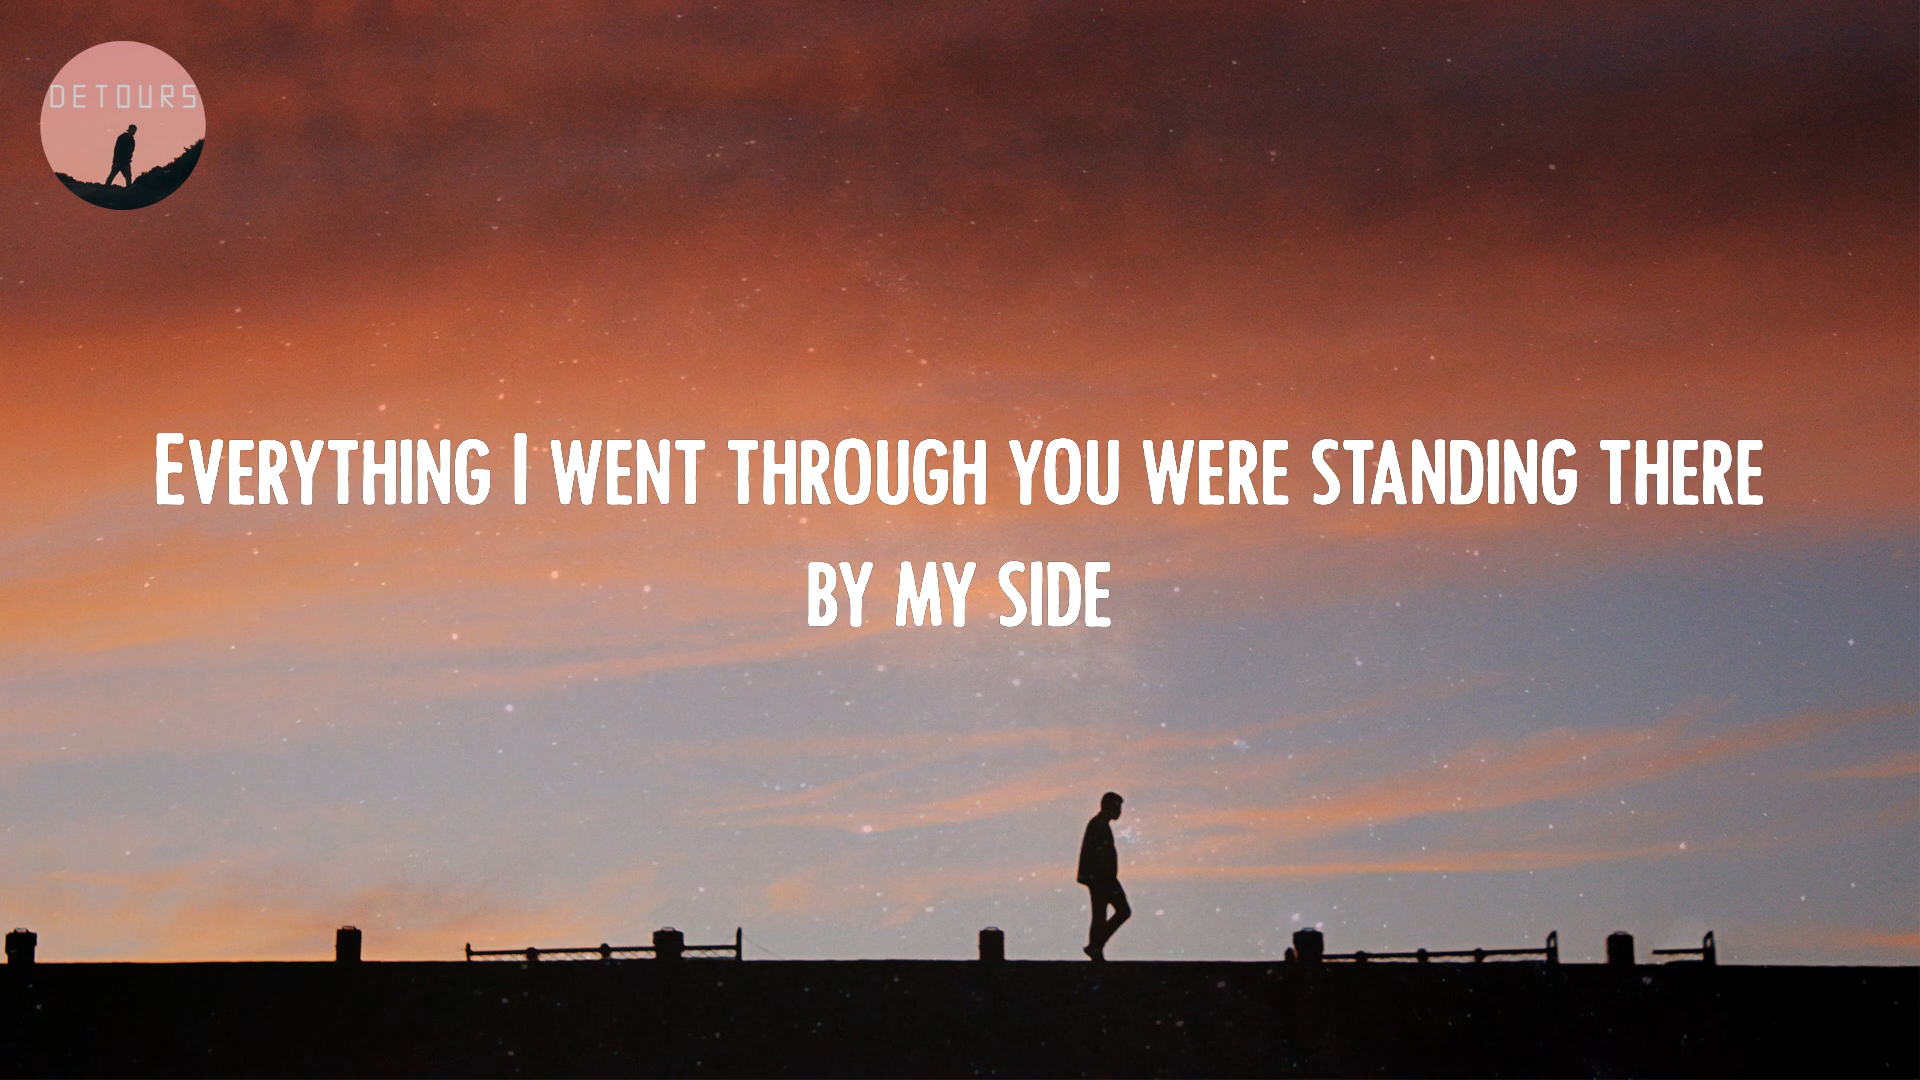 DETOURS
EVERYTHING I WENT THROUGH YOU WERE STANDING THERE
BY MY SIDE